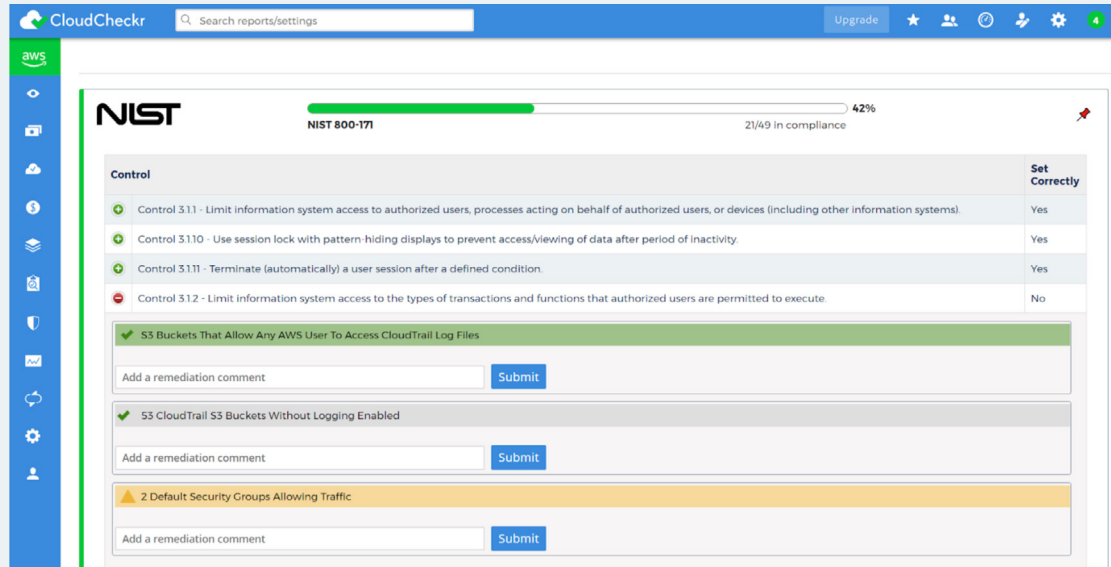 CloudCheckr
Search reports/settings
Upgrade
4
aws
NIST
42%
NIST 800-171
21/49 in compliance
Control
Set Correctly
Control 3.1.1 - Limit information system access to authorized users, processes acting on behalf of authorized users, or devices (including other information systems).
Yes
Control 3.1.10 - Use session lock with pattern-hiding displays to prevent access/viewing of data after period of inactivity.
Yes
Control 3.1.11 - Terminate (automatically) a user session after a defined condition.
Yes
Control 3.1.2 - Limit information system access to the types of transactions and functions that authorized users are permitted to execute.
No
S3 Buckets That Allow Any AWS User To Access CloudTrail Log Files
Add a remediation comment
Submit
S3 CloudTrail S3 Buckets Without Logging Enabled
Add a remediation comment
Submit
2 Default Security Groups Allowing Traffic
Add a remediation comment
Submit